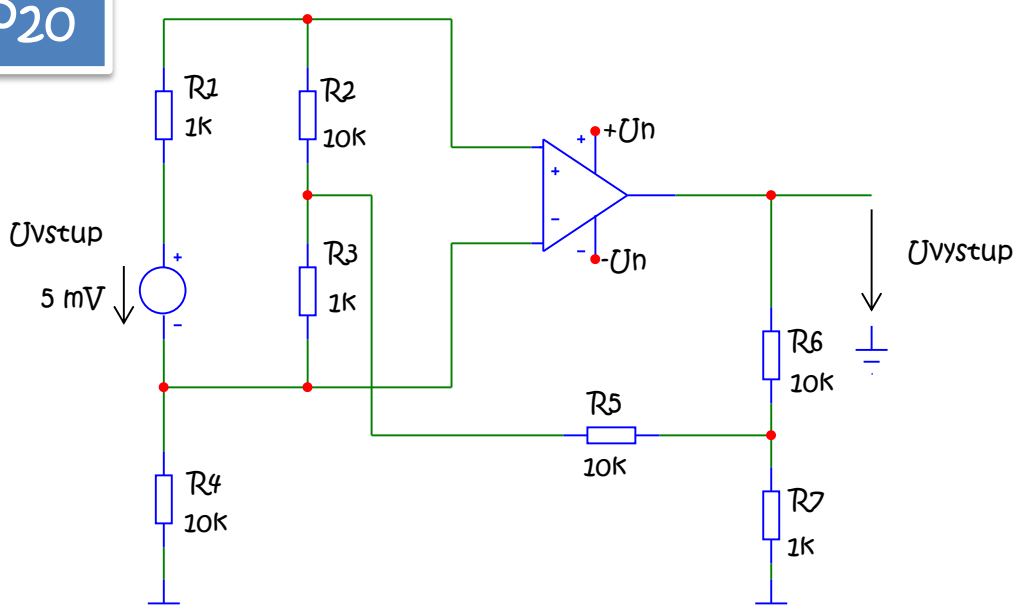 P20
R1
1k
R2
10k
+
+Un
+
-
-
-Un
Uvstup
5 mV
+
-
R3
1k
Uvystup
R6
10k
R5
10k
R4
10k
R7
1k